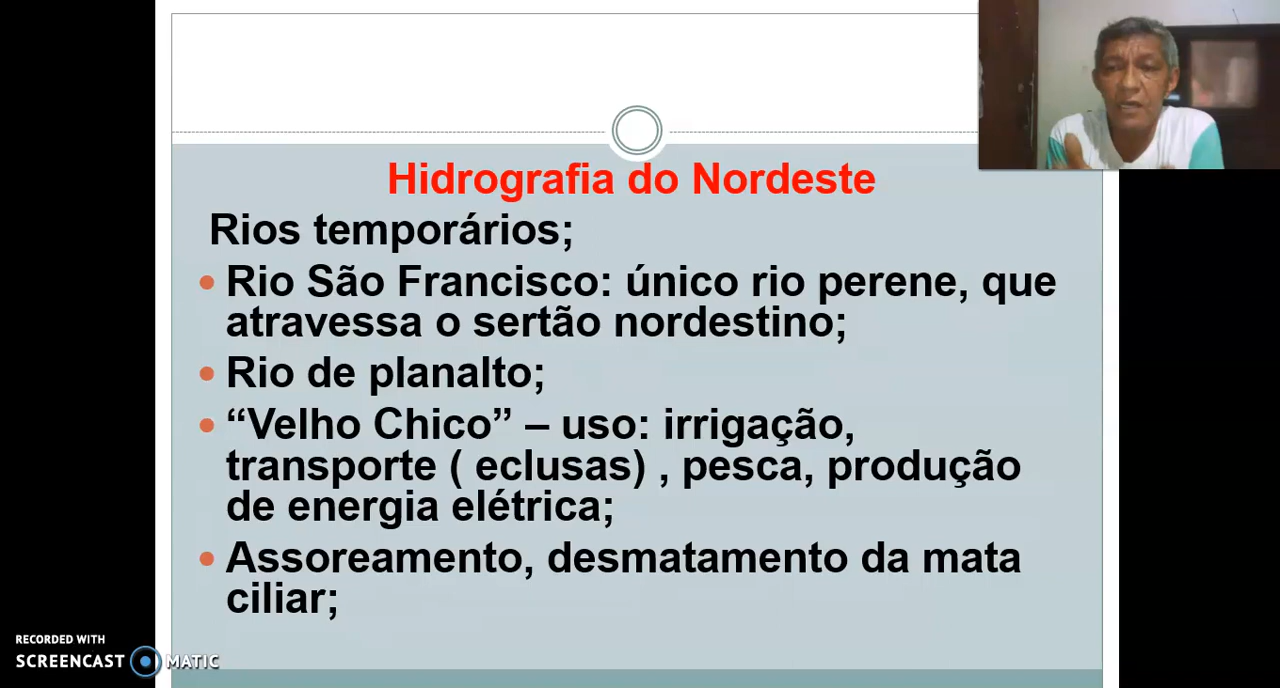 Hidrografia do Nordeste
Rios temporários;
Rio São Francisco: único rio perene, que
atravessa o sertão nordestino;
Rio de planalto;
“Velho Chico” – uso: irrigação,
transporte ( eclusas) , pesca, produção
de energia elétrica;
Assoreamento, desmatamento da mata
ciliar;
RECORDED WITH
SCREENCAST MATIC